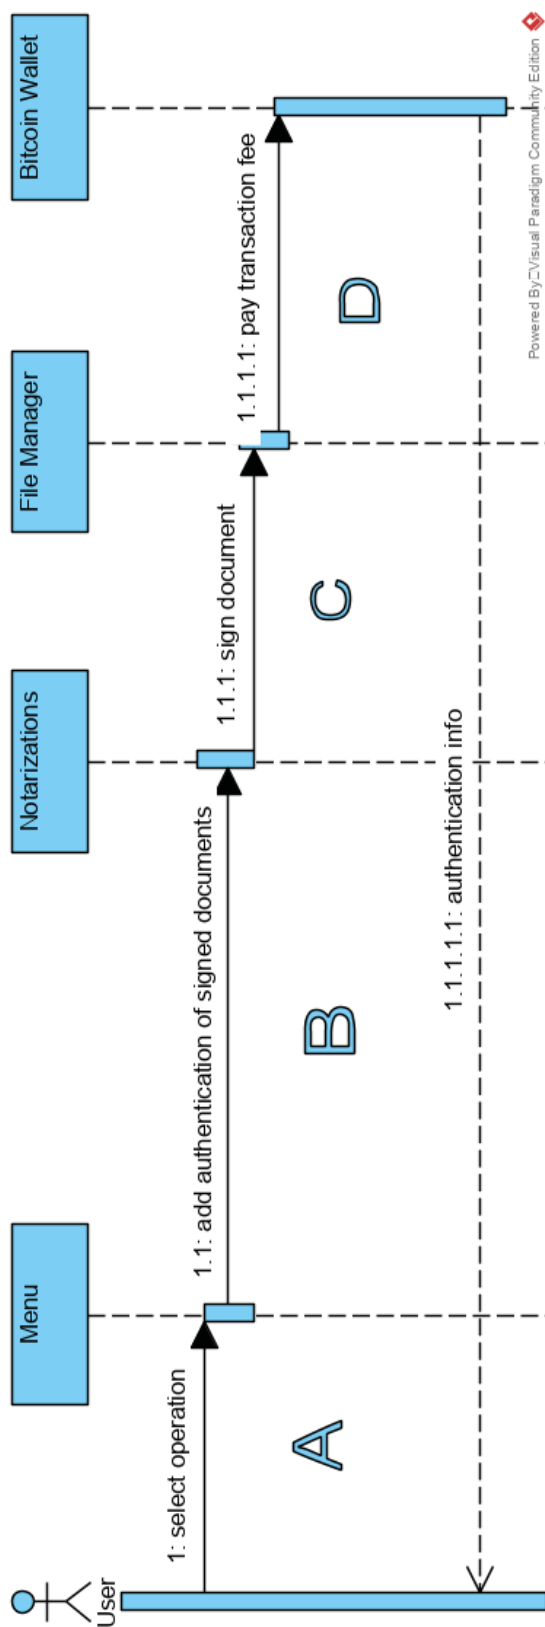 User
Menu
Notarizations
File Manager
Bitcoin Wallet
1: select operation
1.1: add authentication of signed documents
1.1.1: sign document
1.1.1.1: pay transaction fee
A
B
C
D
1.1.1.1.1: authentication info
Powered By Visual Paradigm Community Edition